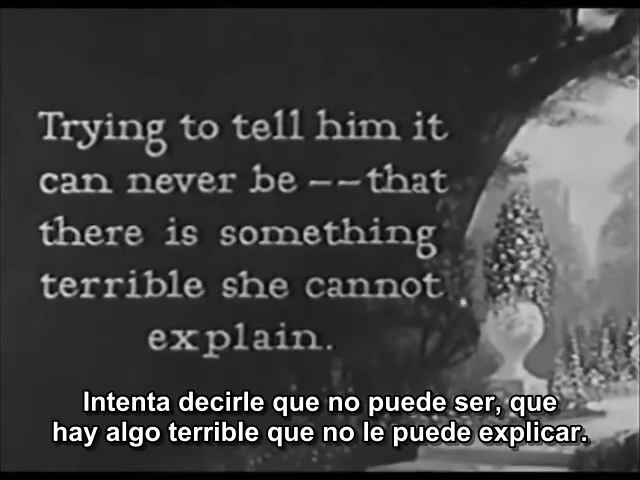 Trying to tell him it
can never be -- that
there is something
terrible she cannot
explain.
Intenta decirle que no puede ser, que
hay algo terrible que no le puede explicar.